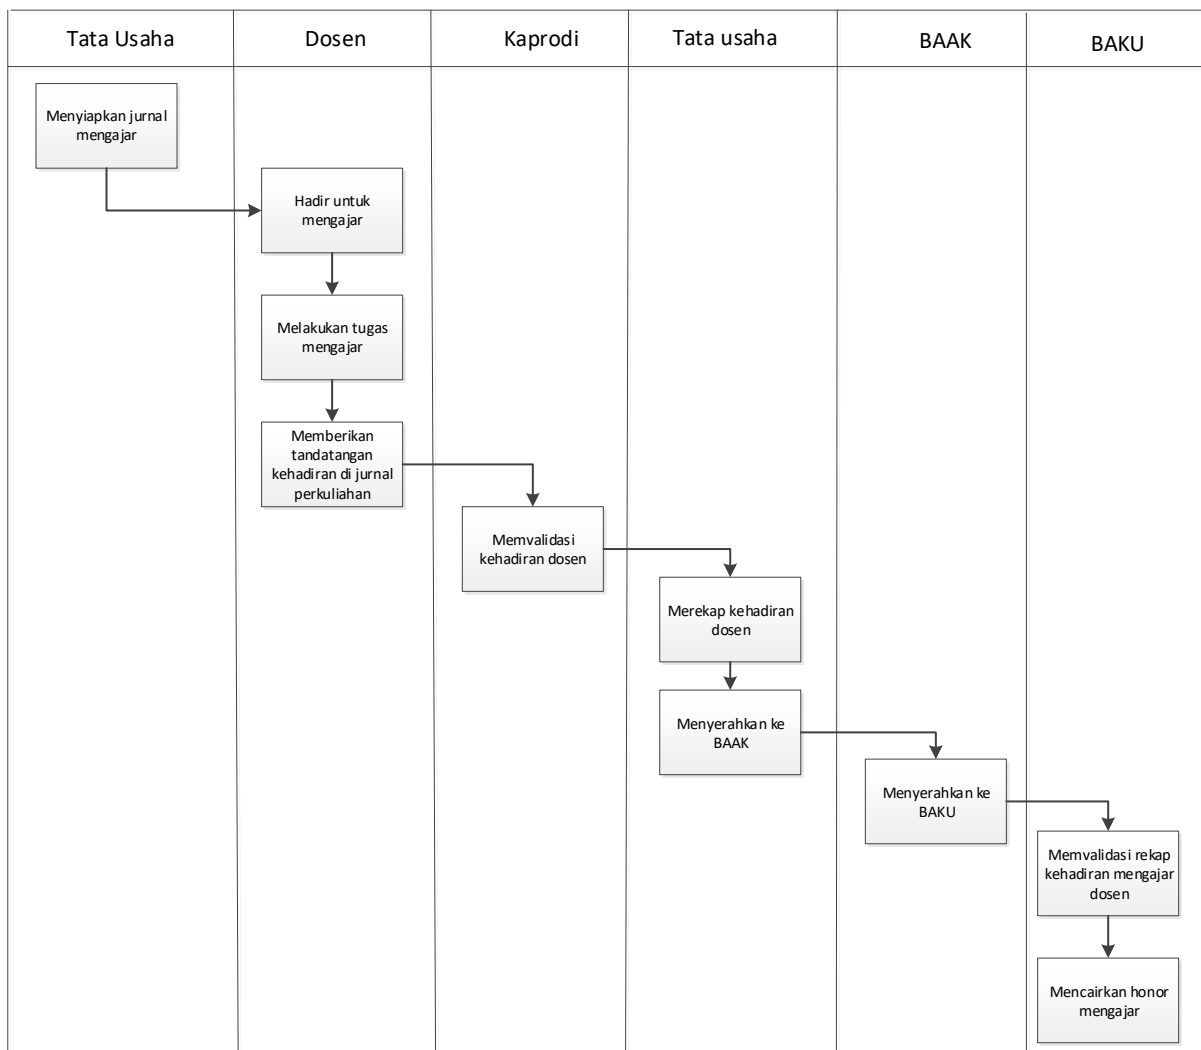 Tata Usaha
Dosen
Kaprodi
Tata usaha
BAAK
BAKU
Menyiapkan jurnal
mengajar
Hadir untuk
mengajar
Melakukan tugas
mengajar
Memberikan
tandatangan
kehadiran di jurnal
perkuliahan
Memvalidasi
kehadiran dosen
Merekap kehadiran
dosen
Menyerahkan ke
BAAK
Menyerahkan ke
BAKU
Memvalidasi rekap
kehadiran mengajar
dosen
Mencairkan honor
mengajar